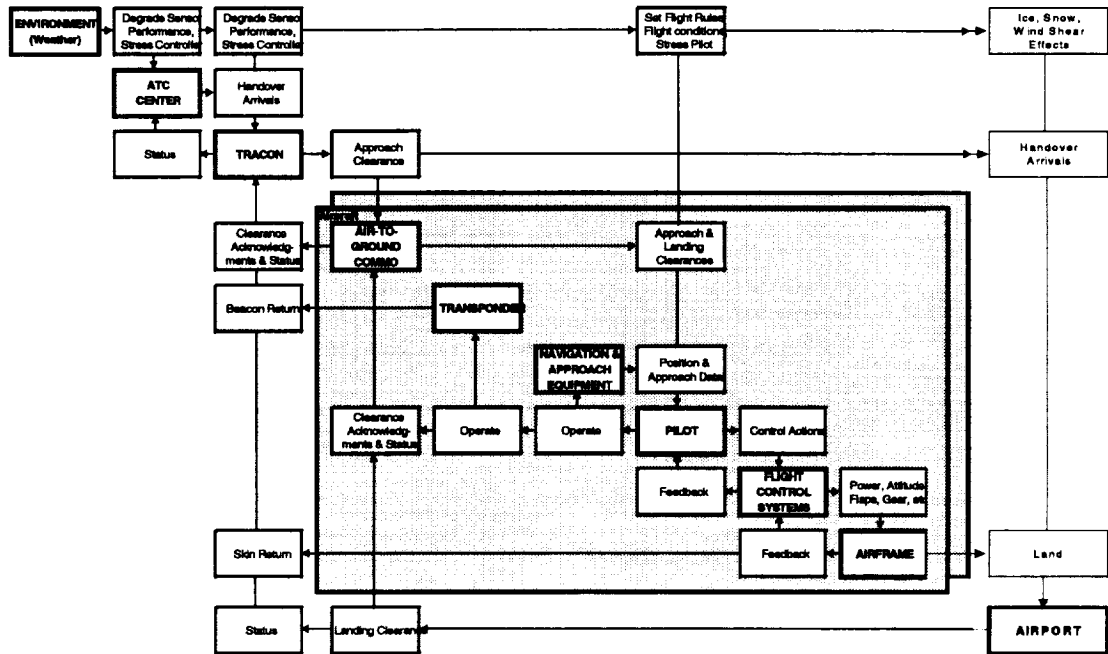 ENVIRONMENT
(Weather)
Degrade Sensor
Performance,
Stress Controller
Degrade Sensor
Performance,
Stress Controller
Set Flight Rules
Flight conditions
Stress Pilot
Ice, Snow,
Wind Shear
Effects
ATC
CENTER
Handover
Arrivals
Status
TRACON
Approach
Clearance
Handover
Arrivals
Aircraft
Clearance
Acknowledg-
ments & Status
AIR-TO-
GROUND
COMMO
Approach &
Landing
Clearances
Beacon Return
TRANSPONDER
NAVIGATION &
APPROACH
EQUIPMENT
Position &
Approach Data
Clearance
Acknowledg-
ments & Status
Operate
Operate
PILOT
Control Actions
Feedback
FLIGHT
CONTROL
SYSTEMS
Power, Attitude
Flaps, Gear, etc
Skin Return
Feedback
AIRFRAME
Land
Status
Landing Clearance
AIRPORT